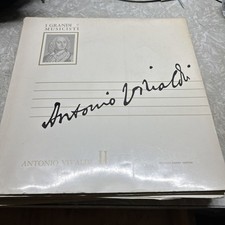 I GRANDI
MUSICISTI
Antonio Vivaldi
ANTONIO VIVALDI II